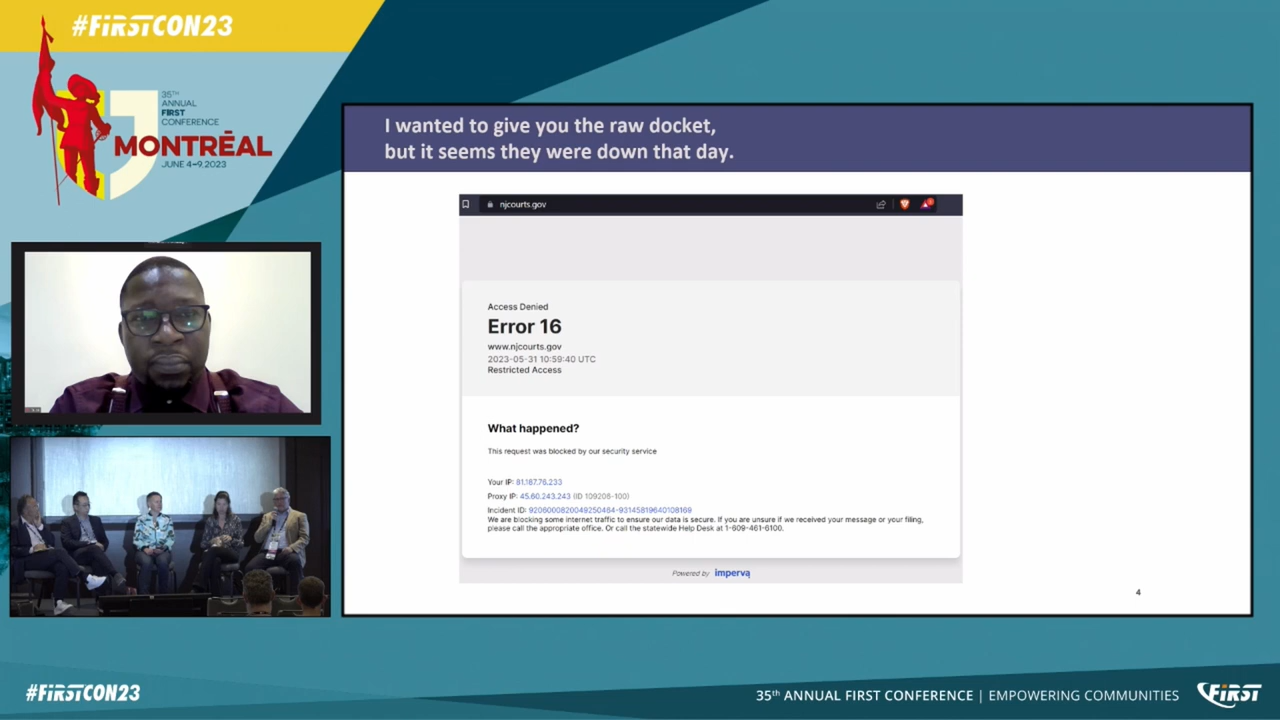 #FiRSTCON23
35TH
ANNUAL
FIRST
CONFERENCE
MONTRĒAL
JUNE 4-9, 2023
I wanted to give you the raw docket,
but it seems they were down that day.
njcourts.gov
Access Denied
Error 16
www.njcourts.gov
2023-05-31 10:59:40 UTC
Restricted Access
What happened?
This request was blocked by our security service
Your IP: 81.187.76.233
Proxy IP: 45.60.243.243 (ID 109206-100)
Incident ID: 9206000820049250464-93145819640108169
We are blocking some internet traffic to ensure our data is secure. If you are unsure if we received your message or your filing,
please call the appropriate office. Or call the statewide Help Desk at 1-609-461-6100.
Powered by imperva
4
#FiRSTCON23
35th ANNUAL FIRST CONFERENCE | EMPOWERING COMMUNITIES
FiRST